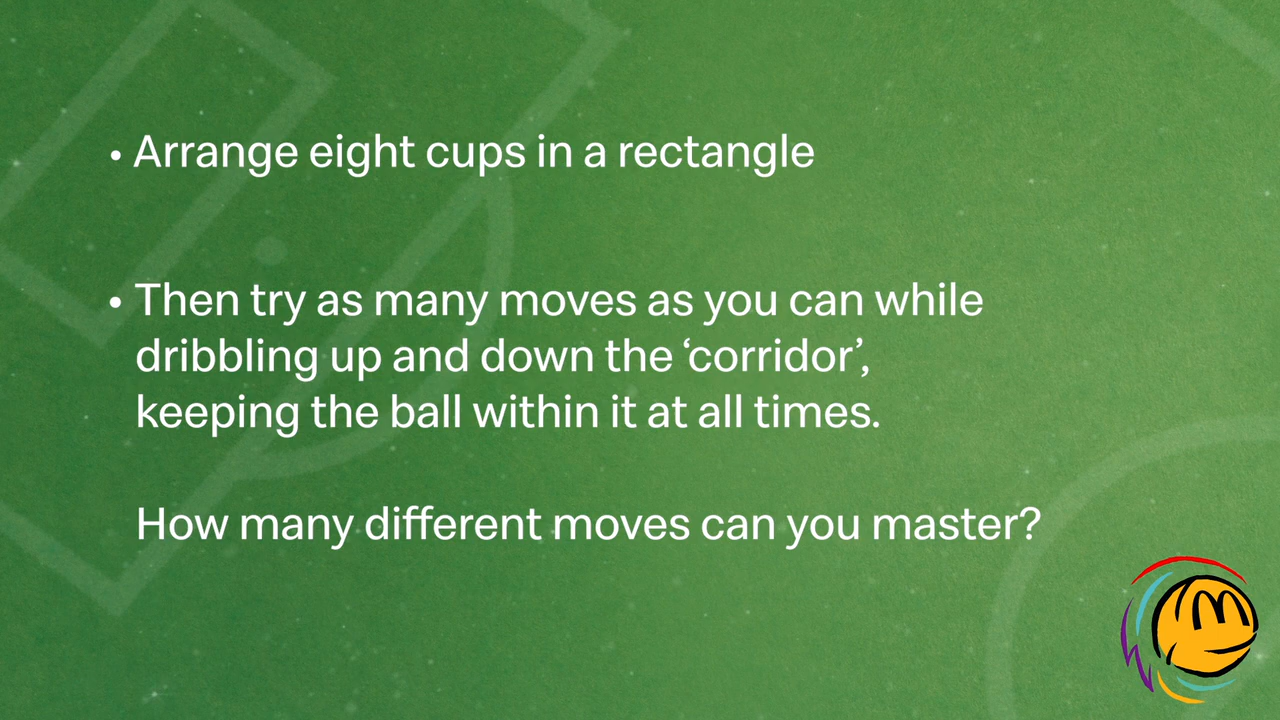 • Arrange eight cups in a rectangle
• Then try as many moves as you can while
dribbling up and down the ‘corridor’,
keeping the ball within it at all times.
How many different moves can you master?